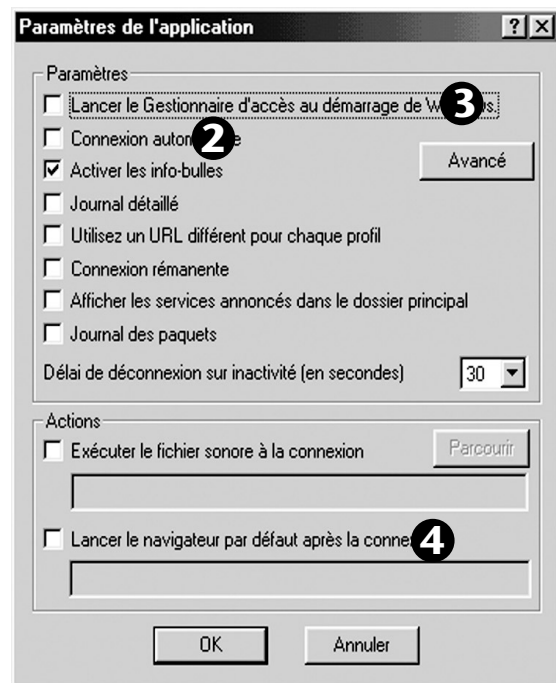 Paramètres de l'application
Paramètres
Lancer le Gestionnaire d'accès au démarrage de
3
Connexion
2
Avancé
Activer les info-bulles
Journal détaillé
Utilisez un URL différent pour chaque profil
Connexion rémanente
Afficher les services annoncés dans le dossier principal
Journal des paquets
Délai de déconnexion sur inactivité (en secondes) 30
Actions
Exécuter le fichier sonore à la connexion Parcourir
Lancer le navigateur par défaut après la
4
OK Annuler